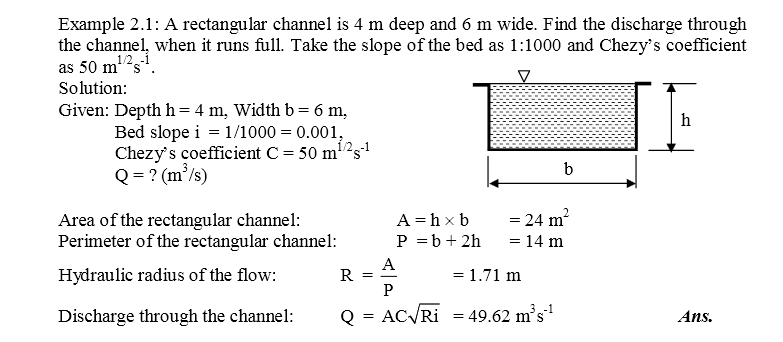 Example 2.1: A rectangular channel is 4 m deep and 6 m wide. Find the discharge through
the channel, when it runs full. Take the slope of the bed as 1:1000 and Chezy's coefficient
as 50 m^1/2 s^-1.
Solution:
Given: Depth h = 4 m, Width b = 6 m,
Bed slope i = 1/1000 = 0.001,
Chezy's coefficient C = 50 m^1/2 s^-1
Q = ? (m³/s)
h
b
Area of the rectangular channel: A = h × b = 24 m²
Perimeter of the rectangular channel: P = b + 2h = 14 m
Hydraulic radius of the flow: R = A/P = 1.71 m
Discharge through the channel: Q = AC√Ri = 49.62 m³s^-1 Ans.